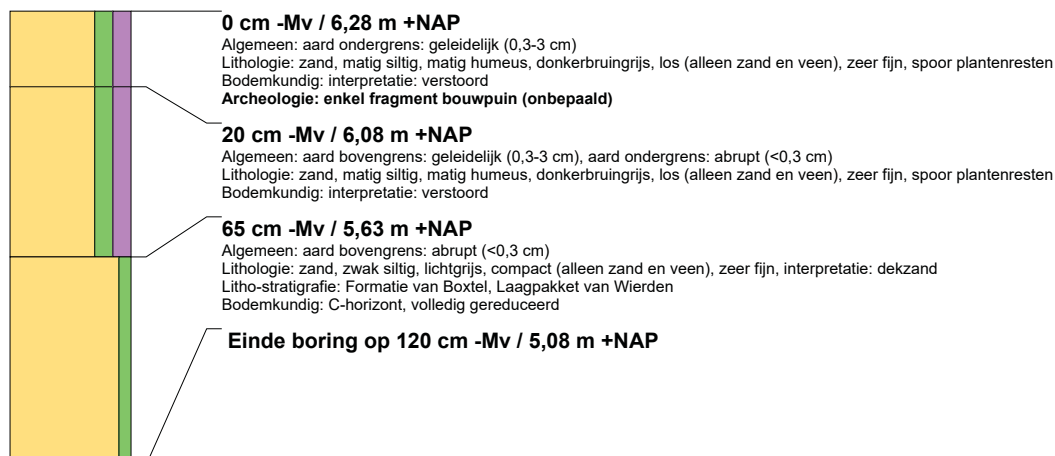 0 cm -Mv / 6,28 m +NAP
Algemeen: aard ondergrens: geleidelijk (0,3-3 cm)
Lithologie: zand, matig siltig, matig humeus, donkerbruingrijs, los (alleen zand en veen), zeer fijn, spoor plantenresten
Bodemkundig: interpretatie: verstoord
Archeologie: enkel fragment bouwpuin (onbepaald)
20 cm -Mv / 6,08 m +NAP
Algemeen: aard bovengrens: geleidelijk (0,3-3 cm), aard ondergrens: abrupt (<0,3 cm)
Lithologie: zand, matig siltig, matig humeus, donkerbruingrijs, los (alleen zand en veen), zeer fijn, spoor plantenresten
Bodemkundig: interpretatie: verstoord
65 cm -Mv / 5,63 m +NAP
Algemeen: aard bovengrens: abrupt (<0,3 cm)
Lithologie: zand, zwak siltig, lichtgrijs, compact (alleen zand en veen), zeer fijn, interpretatie: dekzand
Litho-stratigrafie: Formatie van Boxtel, Laagpakket van Wierden
Bodemkundig: C-horizont, volledig gereduceerd
Einde boring op 120 cm -Mv / 5,08 m +NAP